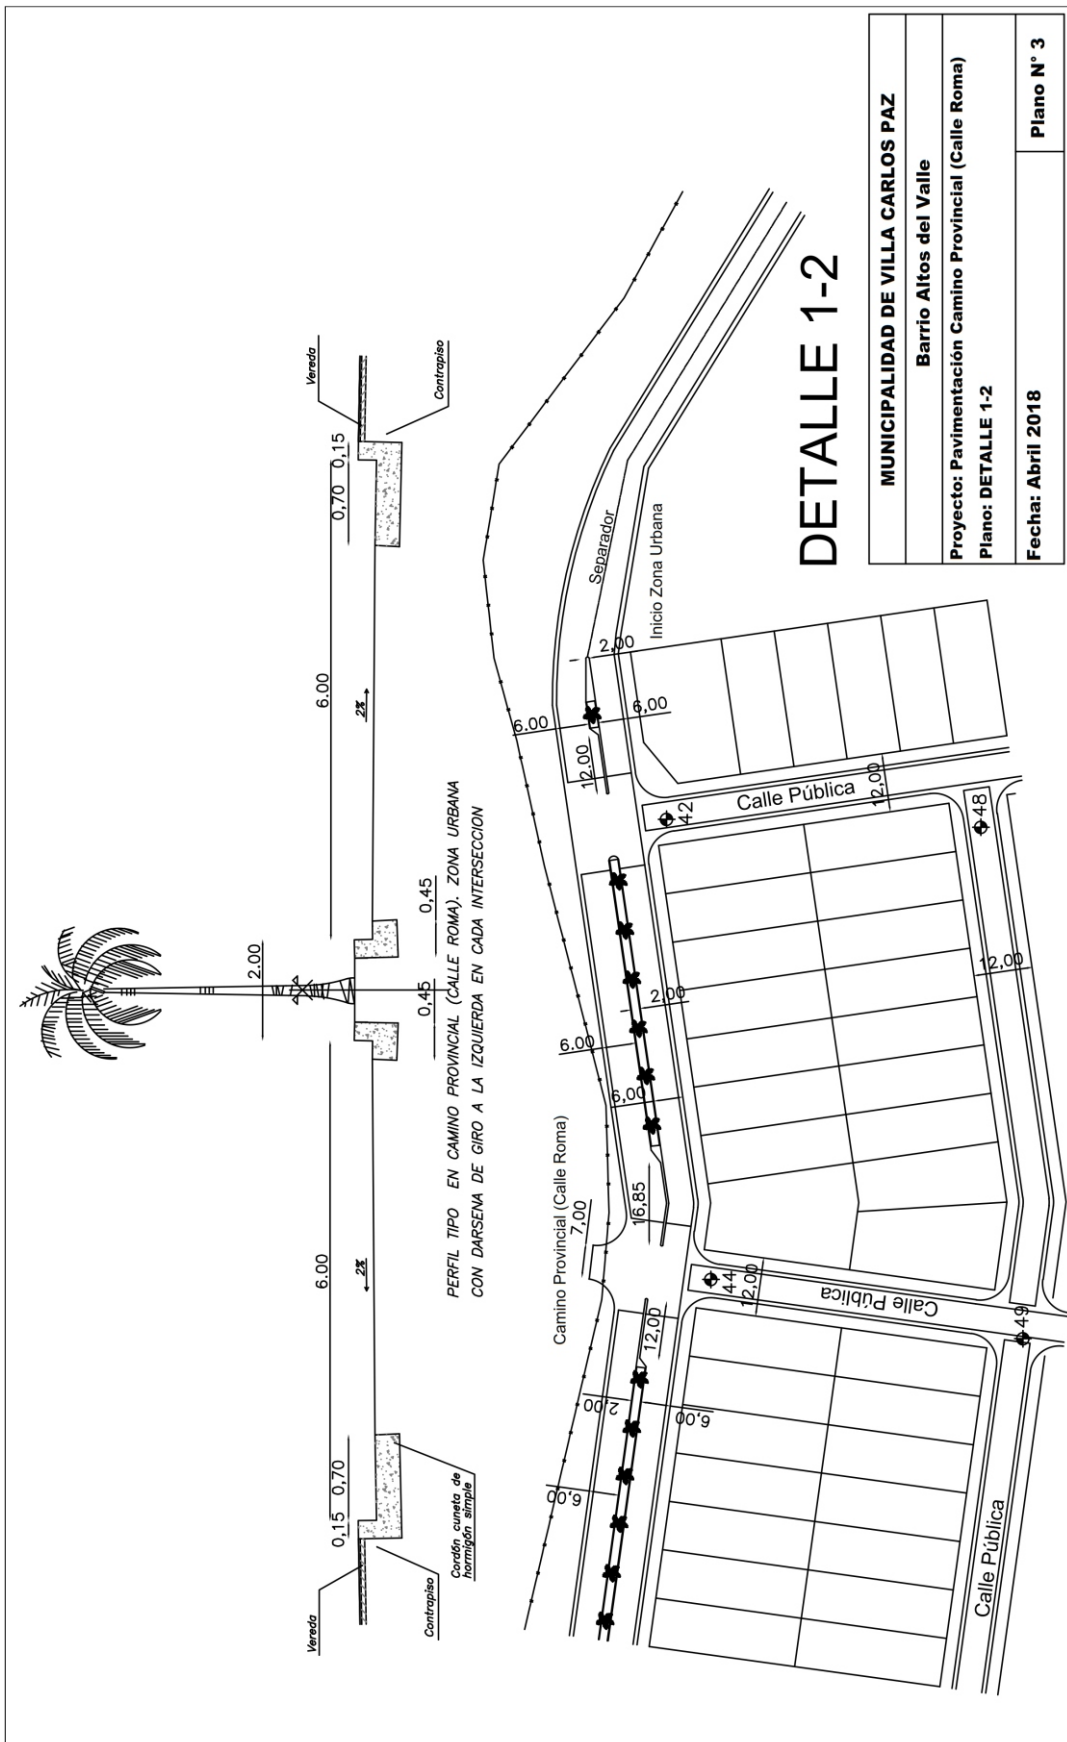 Vereda
Contrapiso
Cordón cuneta de
hormigón simple
0,15
0,70
6.00
2%
2.00
0,45
0,45
6.00
2%
0,70
0,15
Vereda
Contrapiso
PERFIL TIPO EN CAMINO PROVINCIAL (CALLE ROMA). ZONA URBANA
CON DARSENA DE GIRO A LA IZQUIERDA EN CADA INTERSECCION
Camino Provincial (Calle Roma)
7,00
6,00
2,00
6,00
12,00
16,85
6,00
6.00
2,00
12.00
6.00
6,00
2,00
Separador
Inicio Zona Urbana
44
12,00
Calle Pública
49
Calle Pública
42
Calle Pública
12,00
48
12,00
DETALLE 1-2
MUNICIPALIDAD DE VILLA CARLOS PAZ
Barrio Altos del Valle
Proyecto: Pavimentación Camino Provincial (Calle Roma)
Plano: DETALLE 1-2
Fecha: Abril 2018
Plano N° 3